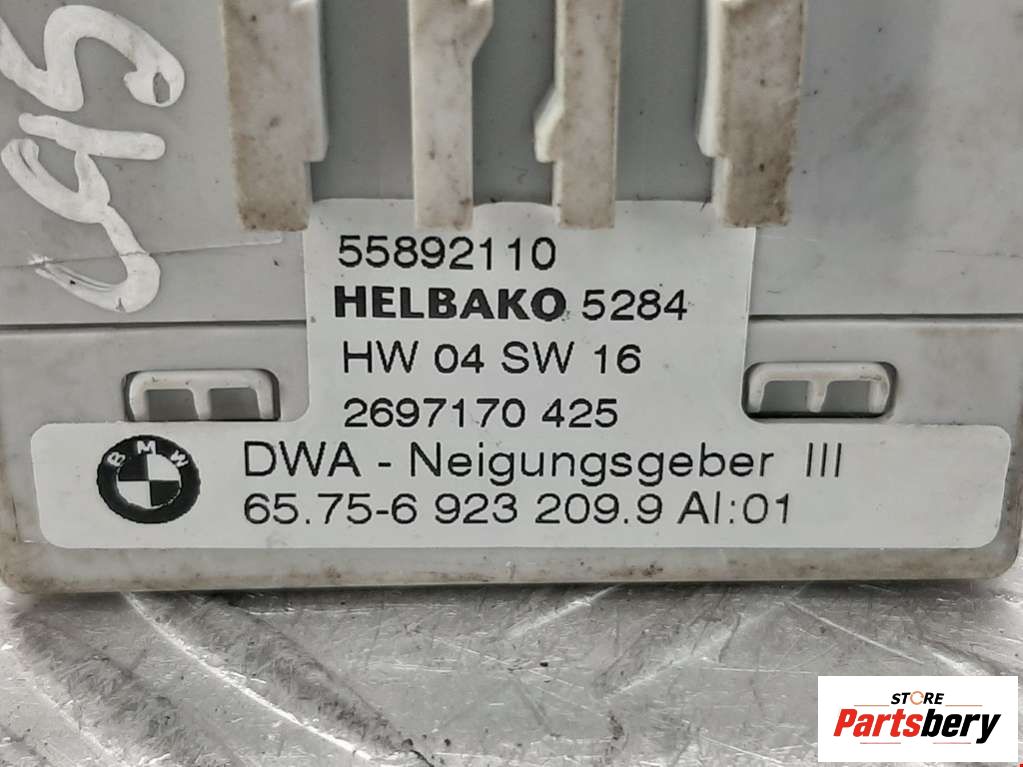 55892110
HELBAKO 5284
HW 04 SW 16
2697170 425
BMW
DWA - Neigungsgeber III
65.75-6 923 209.9 AI:01
STORE
Partsbery